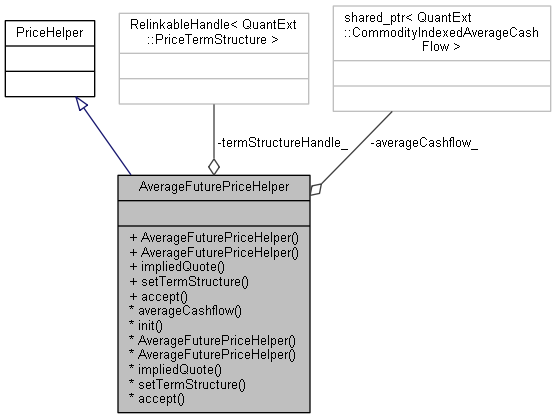 PriceHelper
RelinkableHandle< QuantExt
::PriceTermStructure >
shared_ptr< QuantExt
::CommodityIndexedAverageCash
Flow >
-termStructureHandle_
-averageCashflow_
AverageFuturePriceHelper
+ AverageFuturePriceHelper()
+ AverageFuturePriceHelper()
+ impliedQuote()
+ setTermStructure()
+ accept()
* averageCashflow()
* init()
* AverageFuturePriceHelper()
* AverageFuturePriceHelper()
* impliedQuote()
* setTermStructure()
* accept()